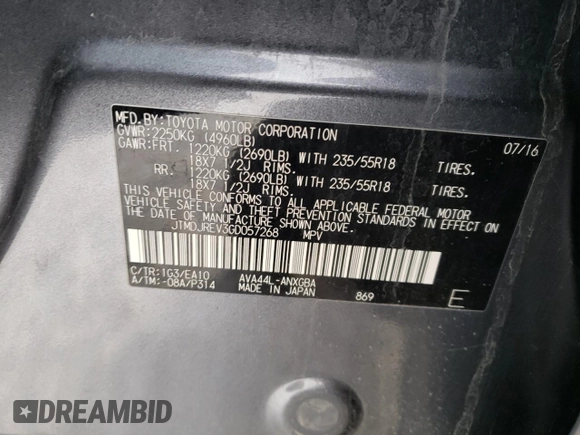 MFD. BY: TOYOTA MOTOR CORPORATION 07/16
GVWR: 2250KG (4960LB)
GAWR: FRT. 1220KG (2690LB) WITH 235/55R18 TIRES.
18X7 1/2J RIMS.
RR. 1220KG (2690LB) WITH 235/55R18 TIRES.
18X7 1/2J RIMS.
THIS VEHICLE CONFORMS TO ALL APPLICABLE FEDERAL MOTOR
VEHICLE SAFETY AND THEFT PREVENTION STANDARDS IN EFFECT ON
THE DATE OF MANUFACTURE SHOWN ABOVE.
JTMDJREV3GD057268 MPV
C/TR: 1G3/EA10 AVA44L-ANXGBA
A/TM: -08A/P314 MADE IN JAPAN 869 E
DREAMBID